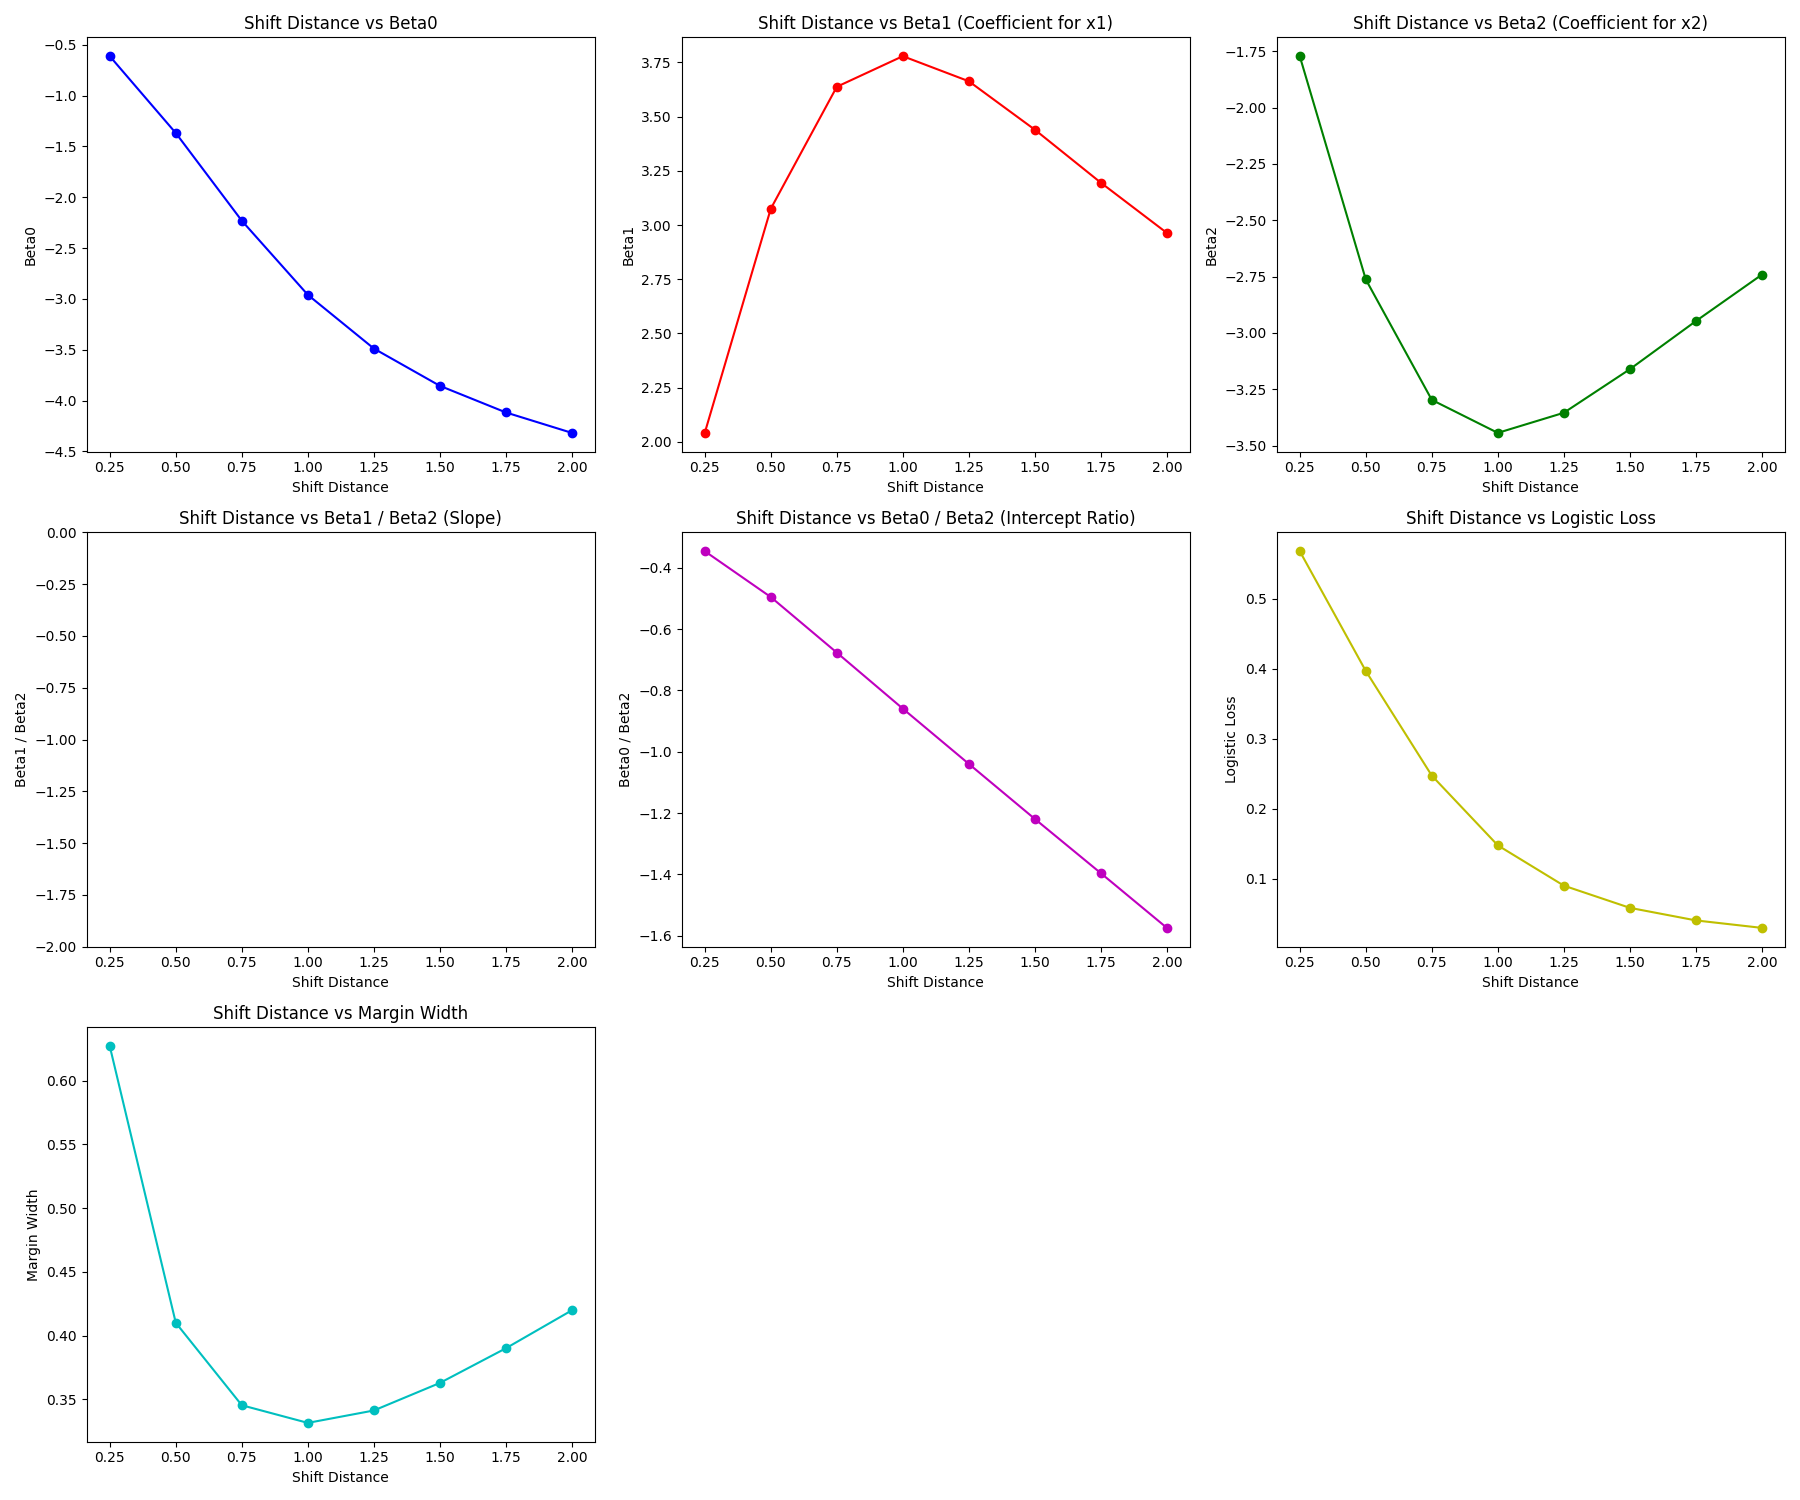 Shift Distance vs Beta0
−0.5
−1.0
−1.5
−2.0
−2.5
−3.0
−3.5
−4.0
−4.5
Beta0
0.25 0.50 0.75 1.00 1.25 1.50 1.75 2.00
Shift Distance
Shift Distance vs Beta1 (Coefficient for x1)
3.75
3.50
3.25
3.00
2.75
2.50
2.25
2.00
Beta1
0.25 0.50 0.75 1.00 1.25 1.50 1.75 2.00
Shift Distance
Shift Distance vs Beta2 (Coefficient for x2)
−1.75
−2.00
−2.25
−2.50
−2.75
−3.00
−3.25
−3.50
Beta2
0.25 0.50 0.75 1.00 1.25 1.50 1.75 2.00
Shift Distance
Shift Distance vs Beta1 / Beta2 (Slope)
0.00
−0.25
−0.50
−0.75
−1.00
−1.25
−1.50
−1.75
−2.00
Beta1 / Beta2
0.25 0.50 0.75 1.00 1.25 1.50 1.75 2.00
Shift Distance
Shift Distance vs Beta0 / Beta2 (Intercept Ratio)
−0.4
−0.6
−0.8
−1.0
−1.2
−1.4
−1.6
Beta0 / Beta2
0.25 0.50 0.75 1.00 1.25 1.50 1.75 2.00
Shift Distance
Shift Distance vs Logistic Loss
0.5
0.4
0.3
0.2
0.1
Logistic Loss
0.25 0.50 0.75 1.00 1.25 1.50 1.75 2.00
Shift Distance
Shift Distance vs Margin Width
0.60
0.55
0.50
0.45
0.40
0.35
Margin Width
0.25 0.50 0.75 1.00 1.25 1.50 1.75 2.00
Shift Distance